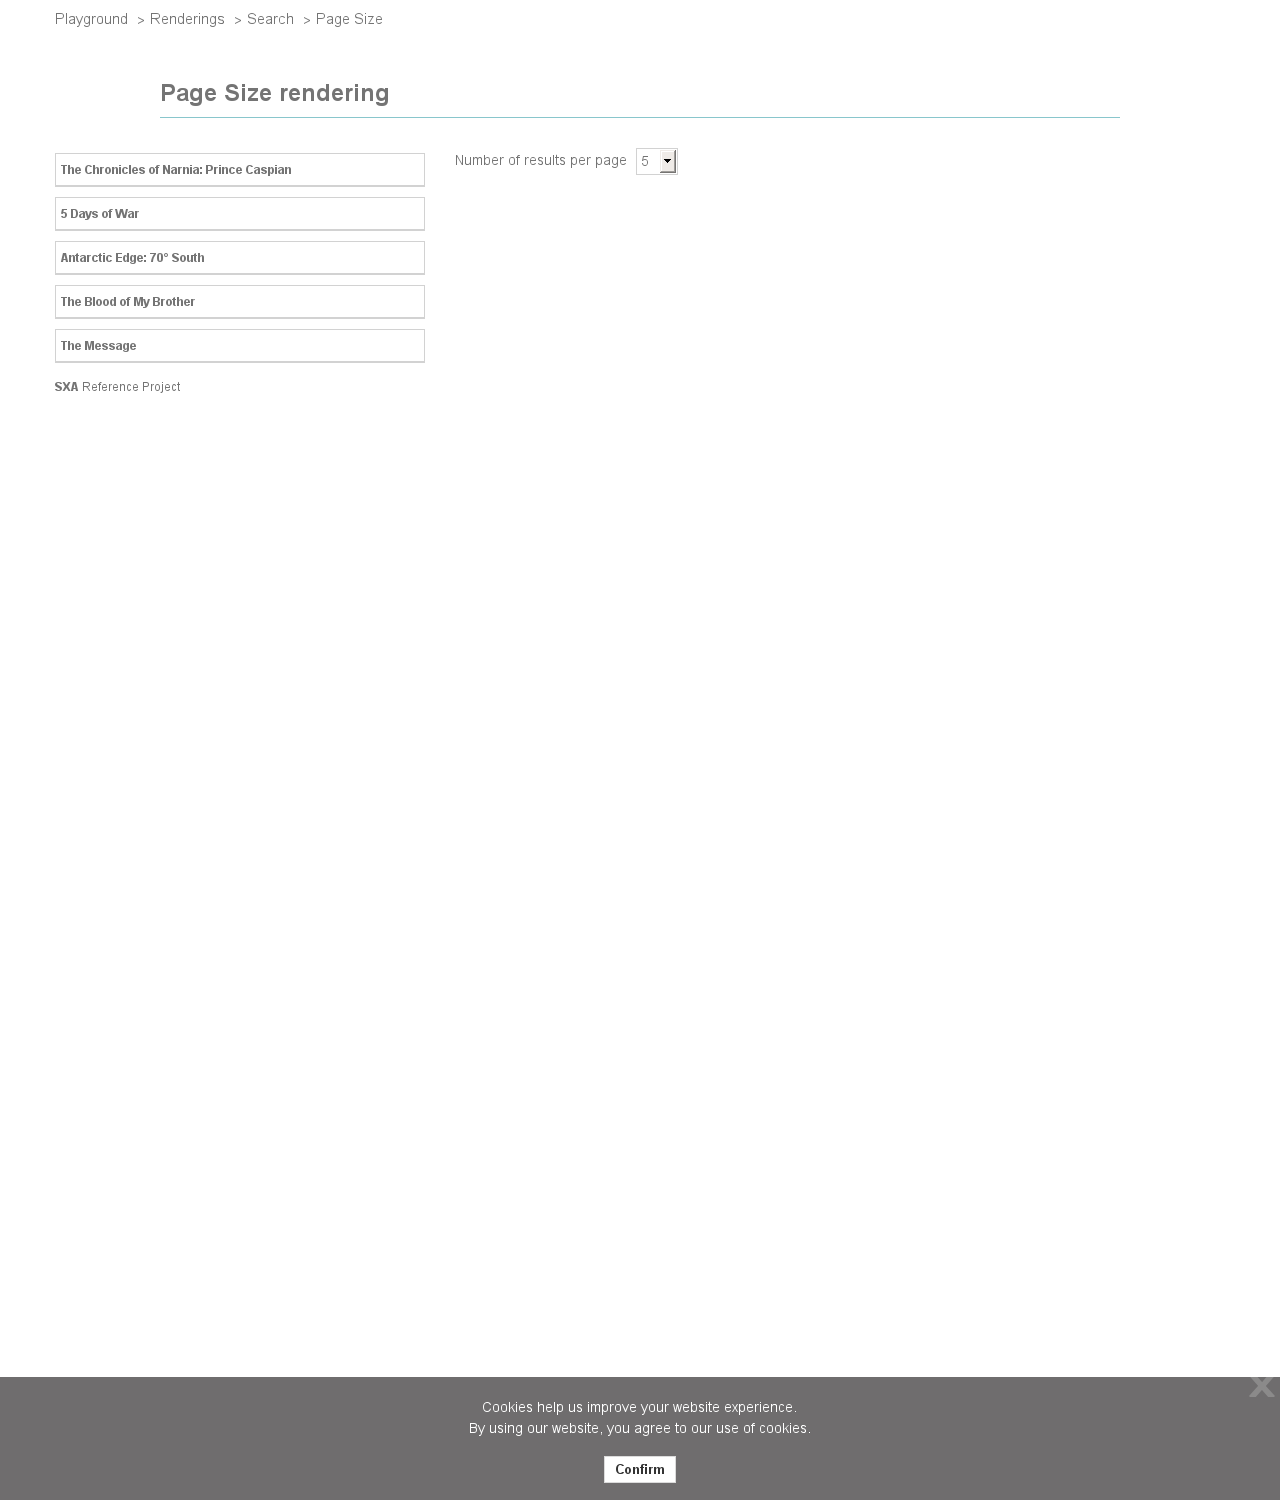 Playground > Renderings > Search > Page Size
Page Size rendering
The Chronicles of Narnia: Prince Caspian
5 Days of War
Antarctic Edge: 70° South
The Blood of My Brother
The Message
Number of results per page 5
SXA Reference Project
X
Cookies help us improve your website experience.
By using our website, you agree to our use of cookies.
Confirm